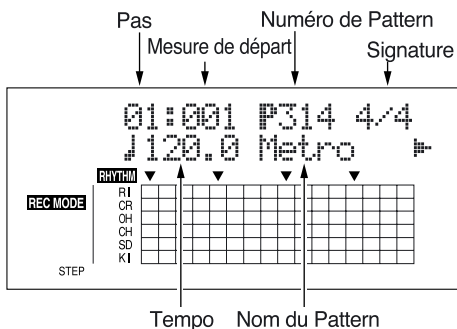 Pas
Numéro de Pattern
Mesure de départ
Signature
01:001 P314 4/4
♩120.0 Metro
RHYTHM
REC MODE
RI
CR
OH
CH
SD
KI
STEP
Tempo Nom du Pattern